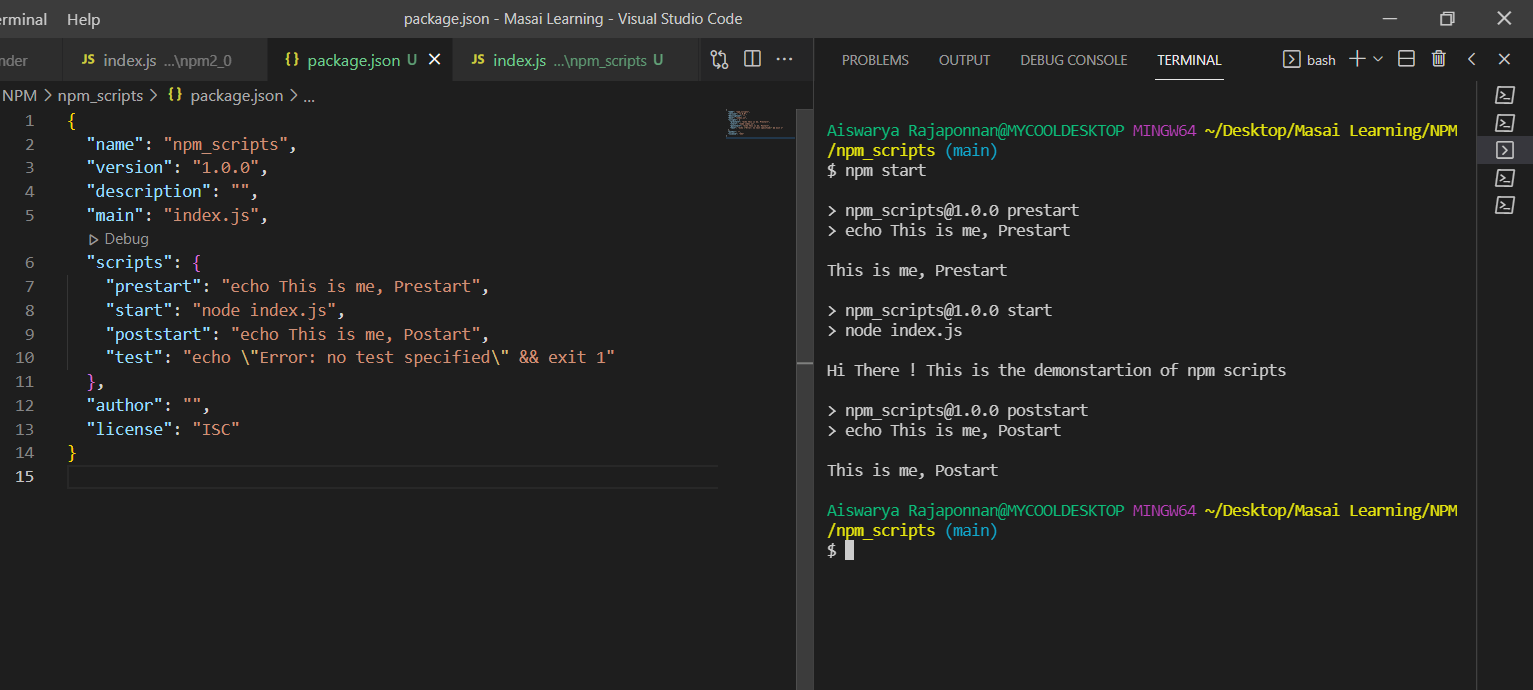 erminal Help package.json - Masai Learning - Visual Studio Code
nder JS index.js ...\npm2_0 {} package.json U JS index.js ...\npm_scripts U
NPM > npm_scripts > {} package.json > ...
1 {
2 "name": "npm_scripts",
3 "version": "1.0.0",
4 "description": "",
5 "main": "index.js",
Debug
6 "scripts": {
7 "prestart": "echo This is me, Prestart",
8 "start": "node index.js",
9 "poststart": "echo This is me, Postart",
10 "test": "echo \"Error: no test specified\" && exit 1"
11 },
12 "author": "",
13 "license": "ISC"
14 }
15
PROBLEMS OUTPUT DEBUG CONSOLE TERMINAL bash
Aiswarya Rajaponnan@MYCOOLDESKTOP MINGW64 ~/Desktop/Masai Learning/NPM
/npm_scripts (main)
$ npm start
> npm_scripts@1.0.0 prestart
> echo This is me, Prestart
This is me, Prestart
> npm_scripts@1.0.0 start
> node index.js
Hi There ! This is the demonstartion of npm scripts
> npm_scripts@1.0.0 poststart
> echo This is me, Postart
This is me, Postart
Aiswarya Rajaponnan@MYCOOLDESKTOP MINGW64 ~/Desktop/Masai Learning/NPM
/npm_scripts (main)
$